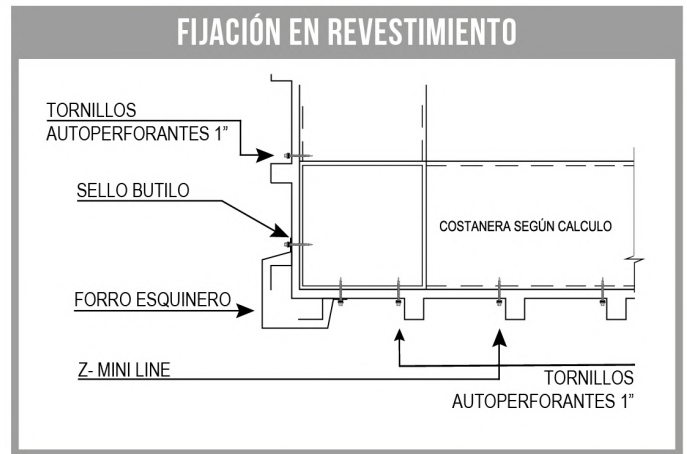 FIJACIÓN EN REVESTIMIENTO
TORNILLOS
AUTOPERFORANTES 1”
SELLO BUTILO
COSTANERA SEGÚN CALCULO
FORRO ESQUINERO
Z- MINI LINE
TORNILLOS
AUTOPERFORANTES 1”